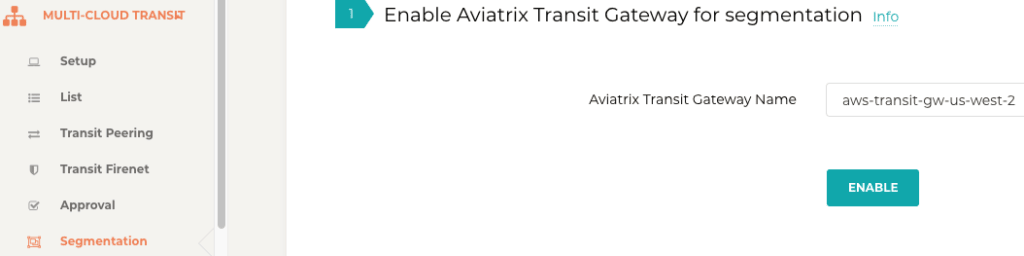 MULTI-CLOUD TRANSIT
Setup
List
Transit Peering
Transit Firenet
Approval
Segmentation
1 Enable Aviatrix Transit Gateway for segmentation Info
Aviatrix Transit Gateway Name aws-transit-gw-us-west-2
ENABLE